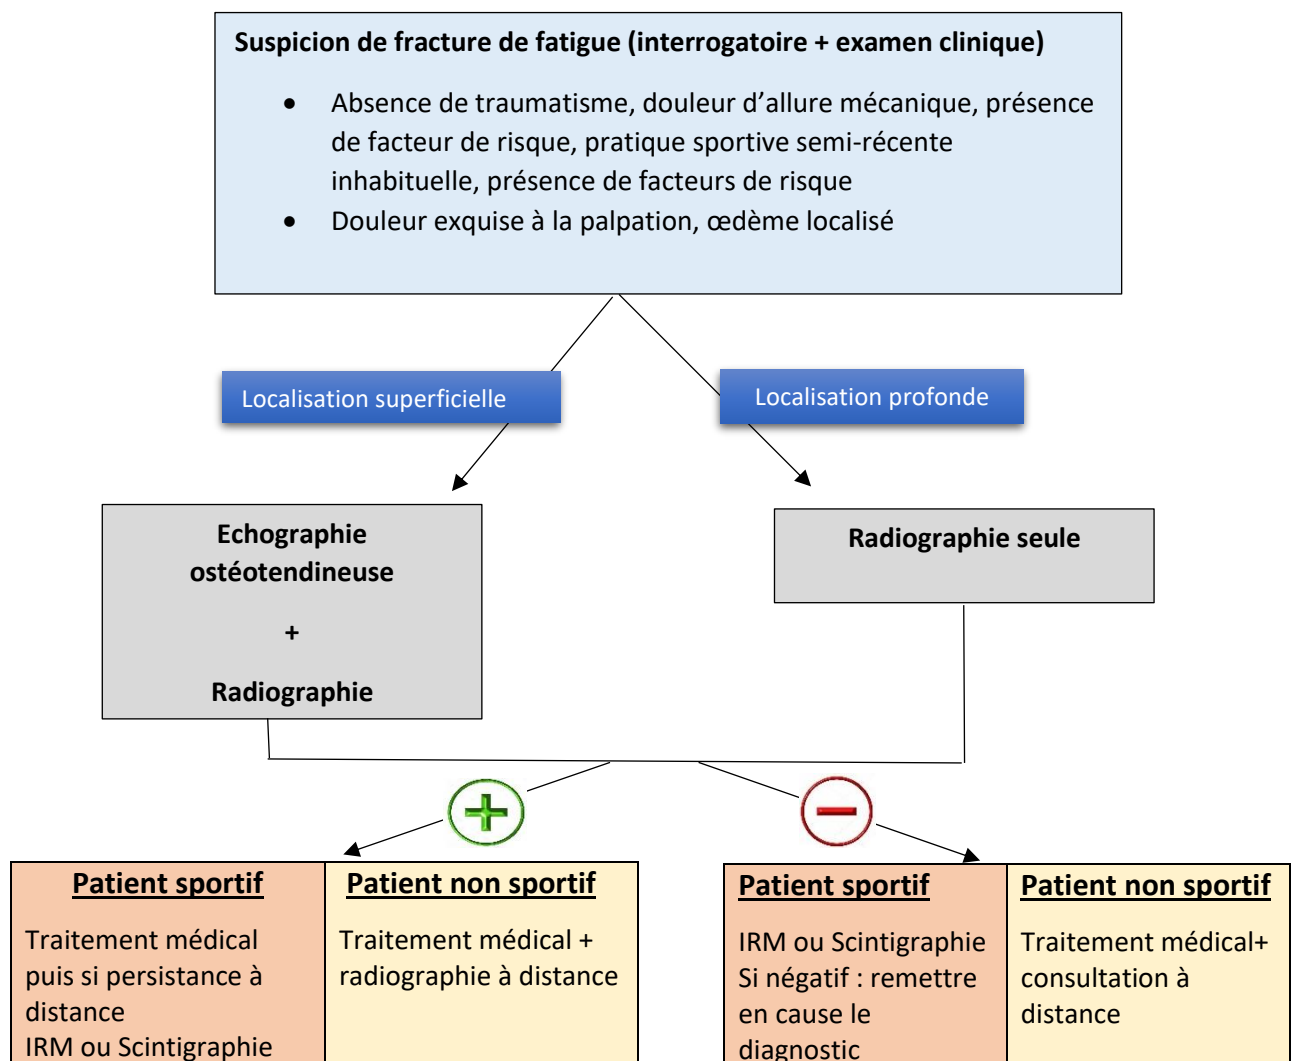 Suspicion de fracture de fatigue (interrogatoire + examen clinique)
• Absence de traumatisme, douleur d’allure mécanique, présence
de facteur de risque, pratique sportive semi-récente
inhabituelle, présence de facteurs de risque
• Douleur exquise à la palpation, œdème localisé
Localisation superficielle
Localisation profonde
Echographie
ostéotendineuse
+
Radiographie
Radiographie seule
Patient sportif
Traitement médical
puis si persistance à
distance
IRM ou Scintigraphie
Patient non sportif
Traitement médical +
radiographie à distance
Patient sportif
IRM ou Scintigraphie
Si négatif : remettre
en cause le
diagnostic
Patient non sportif
Traitement médical+
consultation à
distance